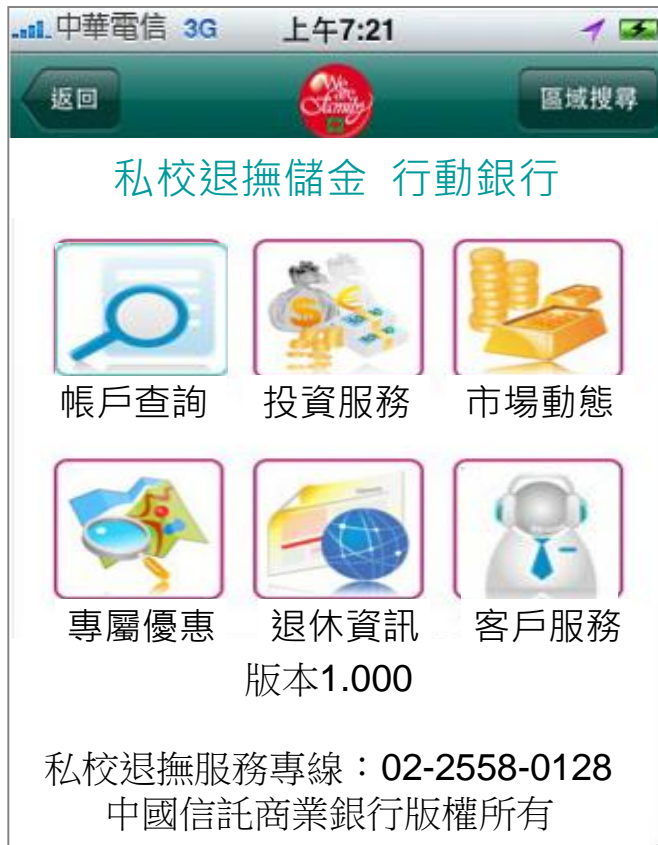 中華電信 3G 上午7:21
返回 We are Family 區域搜尋
私校退撫儲金 行動銀行
帳戶查詢 投資服務 市場動態
專屬優惠 退休資訊 客戶服務
版本1.000
私校退撫服務專線：02-2558-0128
中國信託商業銀行版權所有